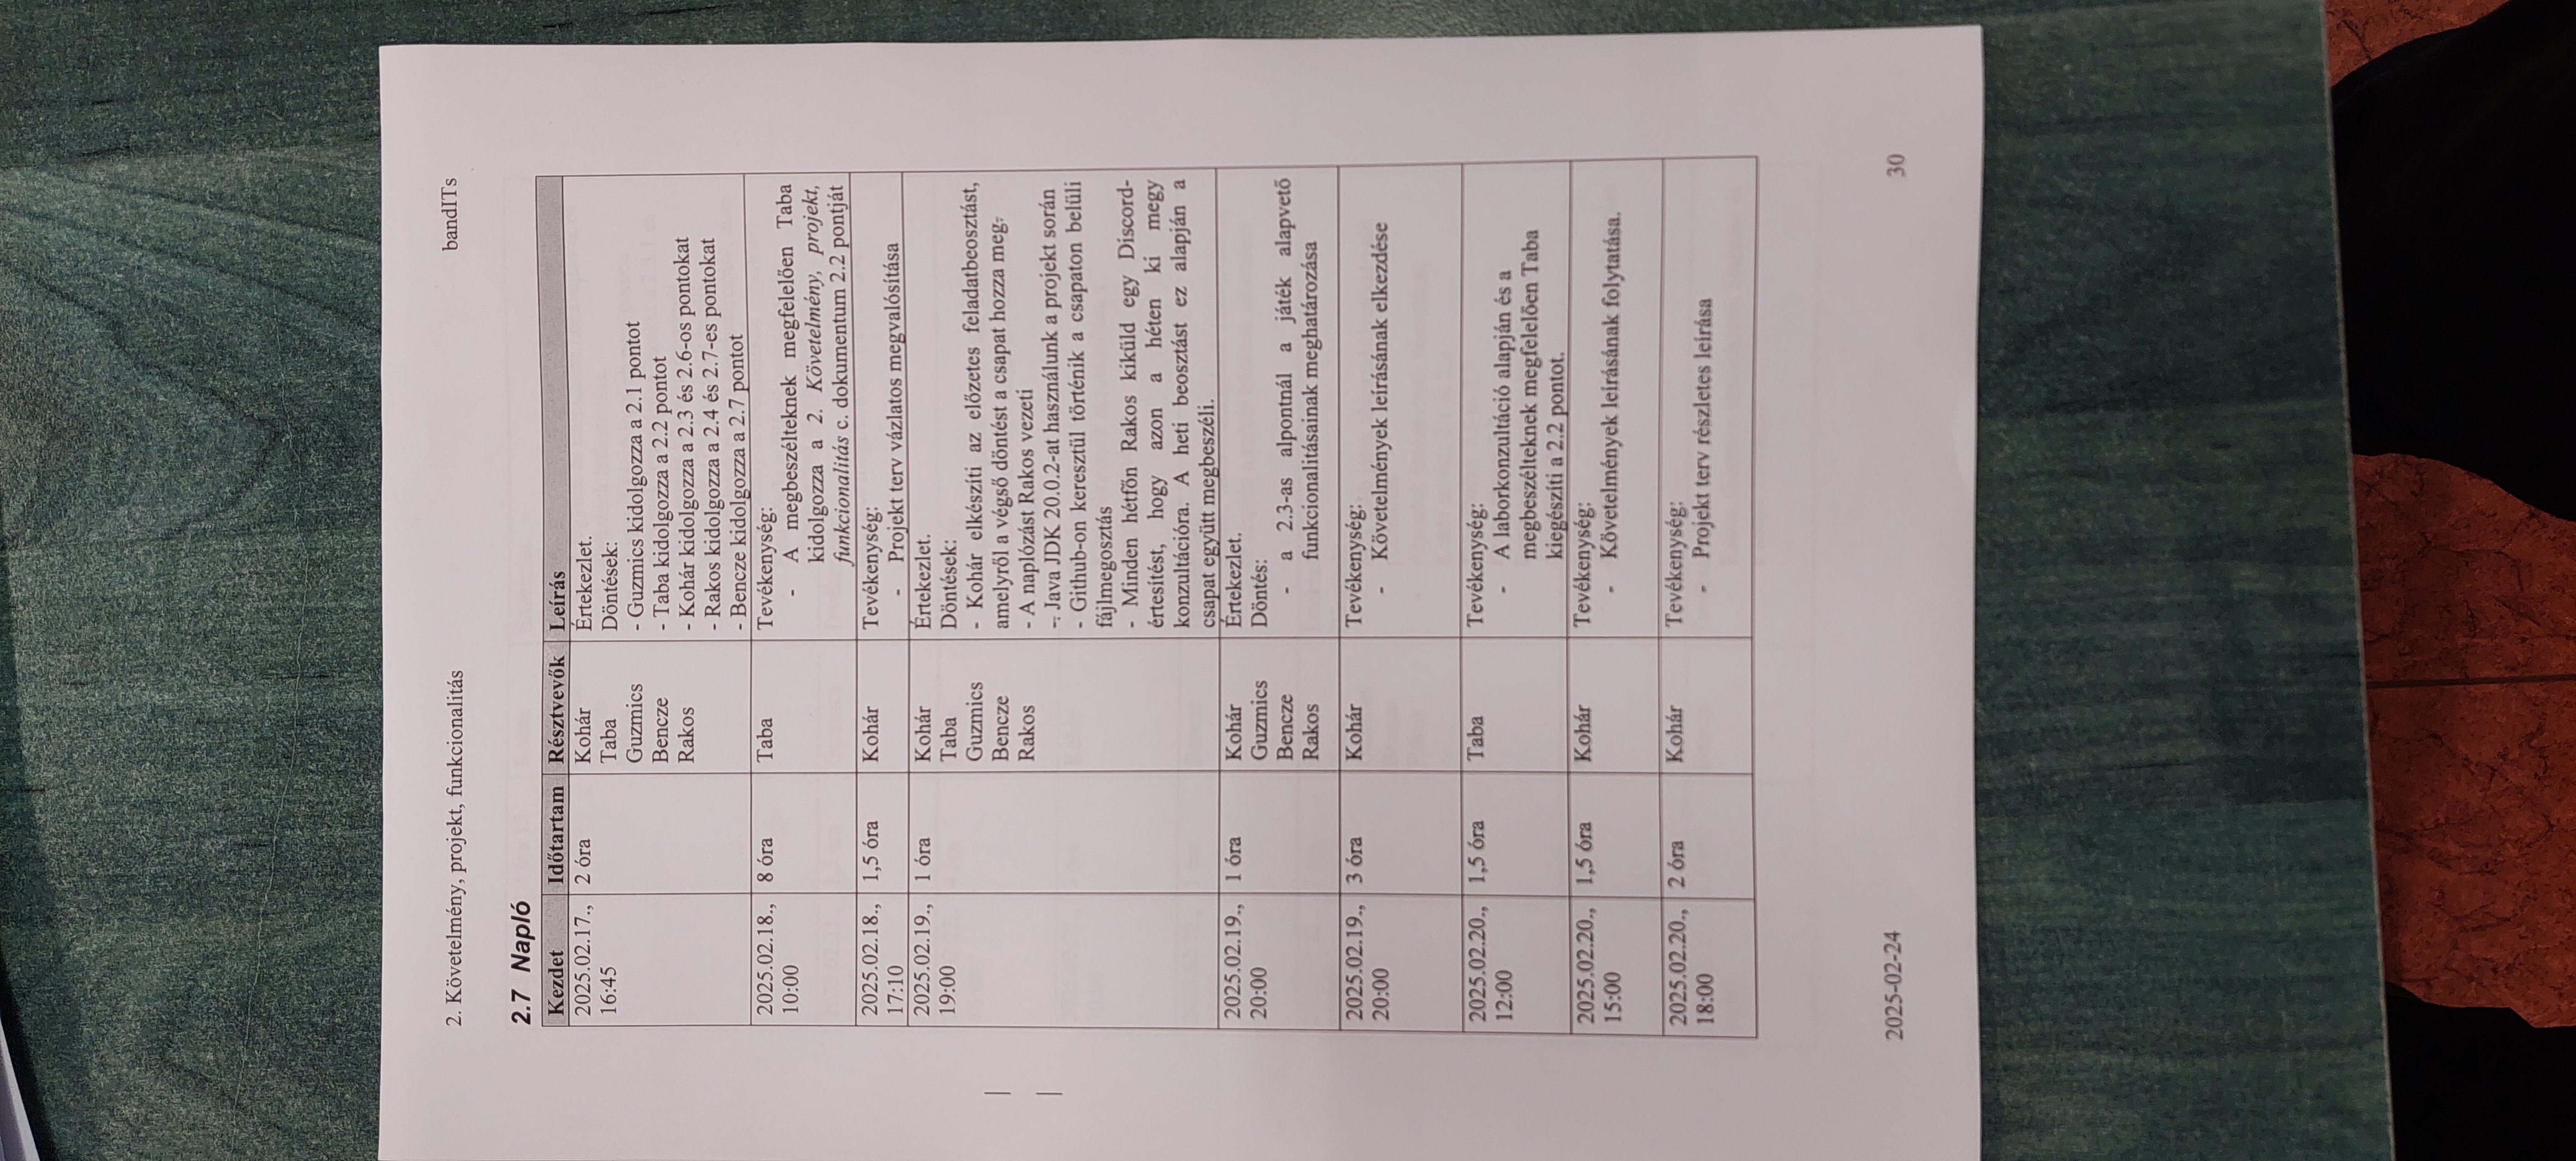 2. Követelmény, projekt, funkcionalitás bandITs
2.7 Napló
Kezdet Időtartam Résztvevők Leírás
2025.02.17., 2 óra Kohár Értekezlet.
16:45 Taba Döntések:
Guzmics - Guzmics kidolgozza a 2.1 pontot
Bencze - Taba kidolgozza a 2.2 pontot
Rakos - Kohár kidolgozza a 2.3 és 2.6-os pontokat
- Rakos kidolgozza a 2.4 és 2.7-es pontokat
- Bencze kidolgozza a 2.7 pontot
2025.02.18., 8 óra Taba Tevékenység:
10:00 - A megbeszélteknek megfelelően Taba
kidolgozza a 2. Követelmény, projekt,
funkcionalitás c. dokumentum 2.2 pontját
2025.02.18., 1,5 óra Kohár Tevékenység:
17:10 - Projekt terv vázlatos megvalósítása
2025.02.19., 1 óra Kohár Értekezlet.
19:00 Taba Döntések:
Guzmics - Kohár elkészíti az előzetes feladatbeosztást,
Bencze amelyről a végső döntést a csapat hozza meg.
Rakos - A naplózást Rakos vezeti
- Java JDK 20.0.2-at használunk a projekt során
- Github-on keresztül történik a csapaton belüli
fájlmegosztás
- Minden hétfőn Rakos kiküld egy Discord-
értesítést, hogy azon a héten ki megy
konzultációra. A heti beosztást ez alapján a
csapat együtt megbeszéli.
2025.02.19., 1 óra Kohár Értekezlet.
20:00 Guzmics Döntés:
Bencze - a 2.3-as alpontnál a játék alapvető
Rakos funkcionalitásainak meghatározása
2025.02.19., 3 óra Kohár Tevékenység:
20:00 - Követelmények leírásának elkezdése
2025.02.20., 1,5 óra Taba Tevékenység:
12:00 - A laborkonzultáció alapján és a
megbeszélteknek megfelelően Taba
kiegészíti a 2.2 pontot.
2025.02.20., 1,5 óra Kohár Tevékenység:
15:00 - Követelmények leírásának folytatása.
2025.02.20., 2 óra Kohár Tevékenység:
18:00 - Projekt terv részletes leírása
2025-02-24 30